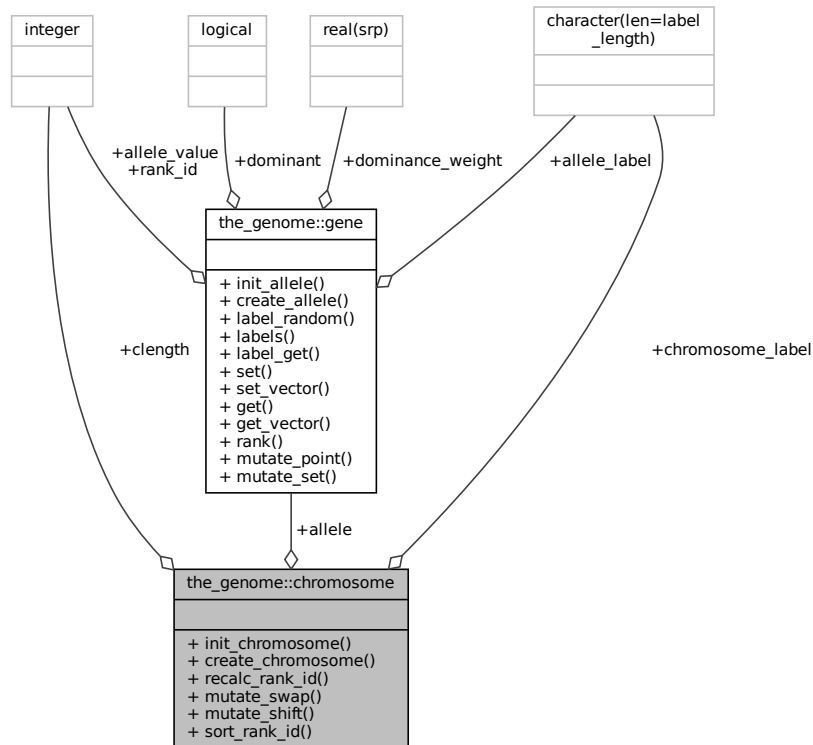 integer
logical
real(srp)
character(len=label
_length)
+allele_value
+rank_id
+dominant
+dominance_weight
+allele_label
the_genome::gene
+ init_allele()
+ create_allele()
+ label_random()
+ labels()
+ label_get()
+ set()
+ set_vector()
+ get()
+ get_vector()
+ rank()
+ mutate_point()
+ mutate_set()
+clength
+chromosome_label
+allele
the_genome::chromosome
+ init_chromosome()
+ create_chromosome()
+ recalc_rank_id()
+ mutate_swap()
+ mutate_shift()
+ sort_rank_id()